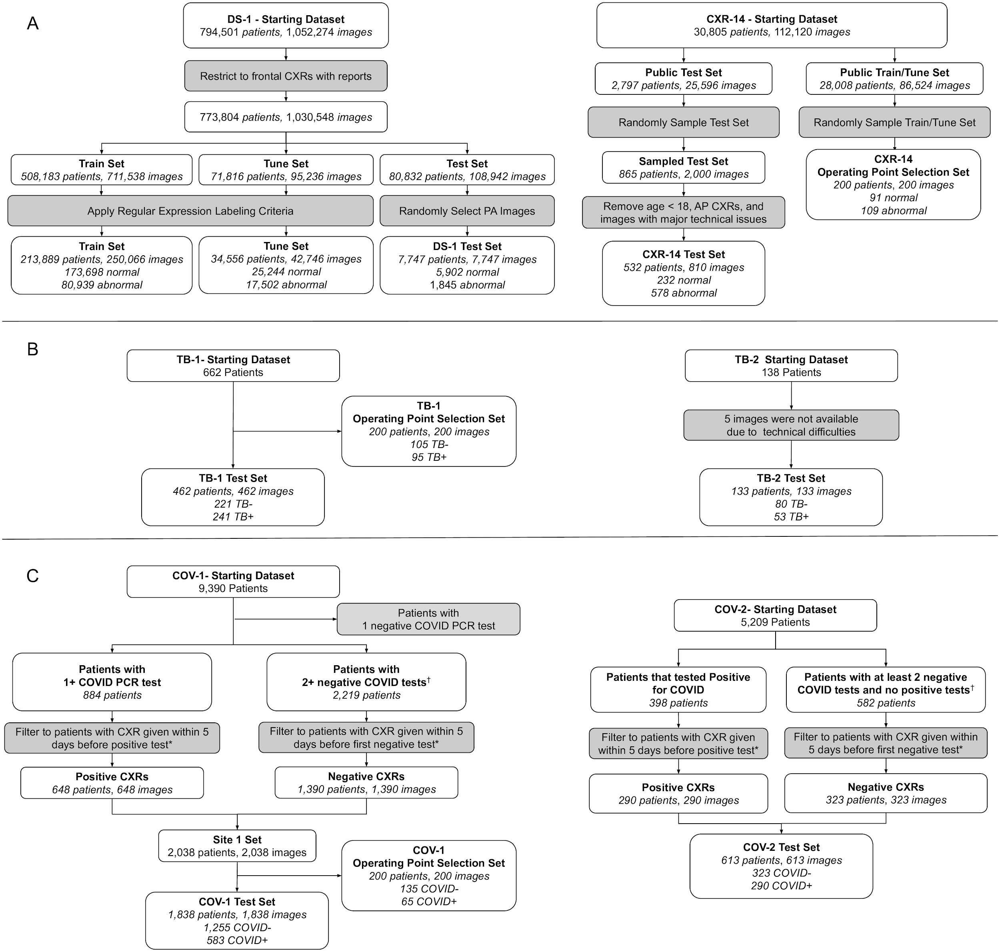 A
DS-1 - Starting Dataset
794,501 patients, 1,052,274 images
Restrict to frontal CXRs with reports
773,804 patients, 1,030,548 images
Train Set
508,183 patients, 711,538 images
Tune Set
71,816 patients, 95,236 images
Test Set
80,832 patients, 108,942 images
Apply Regular Expression Labeling Criteria
Randomly Select PA Images
Train Set
213,889 patients, 250,066 images
173,698 normal
80,939 abnormal
Tune Set
34,556 patients, 42,746 images
25,244 normal
17,502 abnormal
DS-1 Test Set
7,747 patients, 7,747 images
5,902 normal
1,845 abnormal
CXR-14 - Starting Dataset
30,805 patients, 112,120 images
Public Test Set
2,797 patients, 25,596 images
Randomly Sample Test Set
Sampled Test Set
865 patients, 2,000 images
Remove age < 18, AP CXRs, and
images with major technical issues
CXR-14 Test Set
532 patients, 810 images
232 normal
578 abnormal
Public Train/Tune Set
28,008 patients, 86,524 images
Randomly Sample Train/Tune Set
CXR-14
Operating Point Selection Set
200 patients, 200 images
91 normal
109 abnormal
B
TB-1- Starting Dataset
662 Patients
TB-1
Operating Point Selection Set
200 patients, 200 images
105 TB-
95 TB+
TB-1 Test Set
462 patients, 462 images
221 TB-
241 TB+
TB-2 Starting Dataset
138 Patients
5 images were not available
due to technical difficulties
TB-2 Test Set
133 patients, 133 images
80 TB-
53 TB+
C
COV-1- Starting Dataset
9,390 Patients
Patients with
1 negative COVID PCR test
Patients with
1+ COVID PCR test
884 patients
Patients with
2+ negative COVID tests†
2,219 patients
Filter to patients with CXR given within 5
days before positive test*
Filter to patients with CXR given within 5
days before first negative test*
Positive CXRs
648 patients, 648 images
Negative CXRs
1,390 patients, 1,390 images
Site 1 Set
2,038 patients, 2,038 images
COV-1
Operating Point Selection Set
200 patients, 200 images
135 COVID-
65 COVID+
COV-1 Test Set
1,838 patients, 1,838 images
1,255 COVID-
583 COVID+
COV-2- Starting Dataset
5,209 Patients
Patients that tested Positive
for COVID
398 patients
Patients with at least 2 negative
COVID tests and no positive tests†
582 patients
Filter to patients with CXR given
within 5 days before positive test*
Filter to patients with CXR given within
5 days before first negative test*
Positive CXRs
290 patients, 290 images
Negative CXRs
323 patients, 323 images
COV-2 Test Set
613 patients, 613 images
323 COVID-
290 COVID+